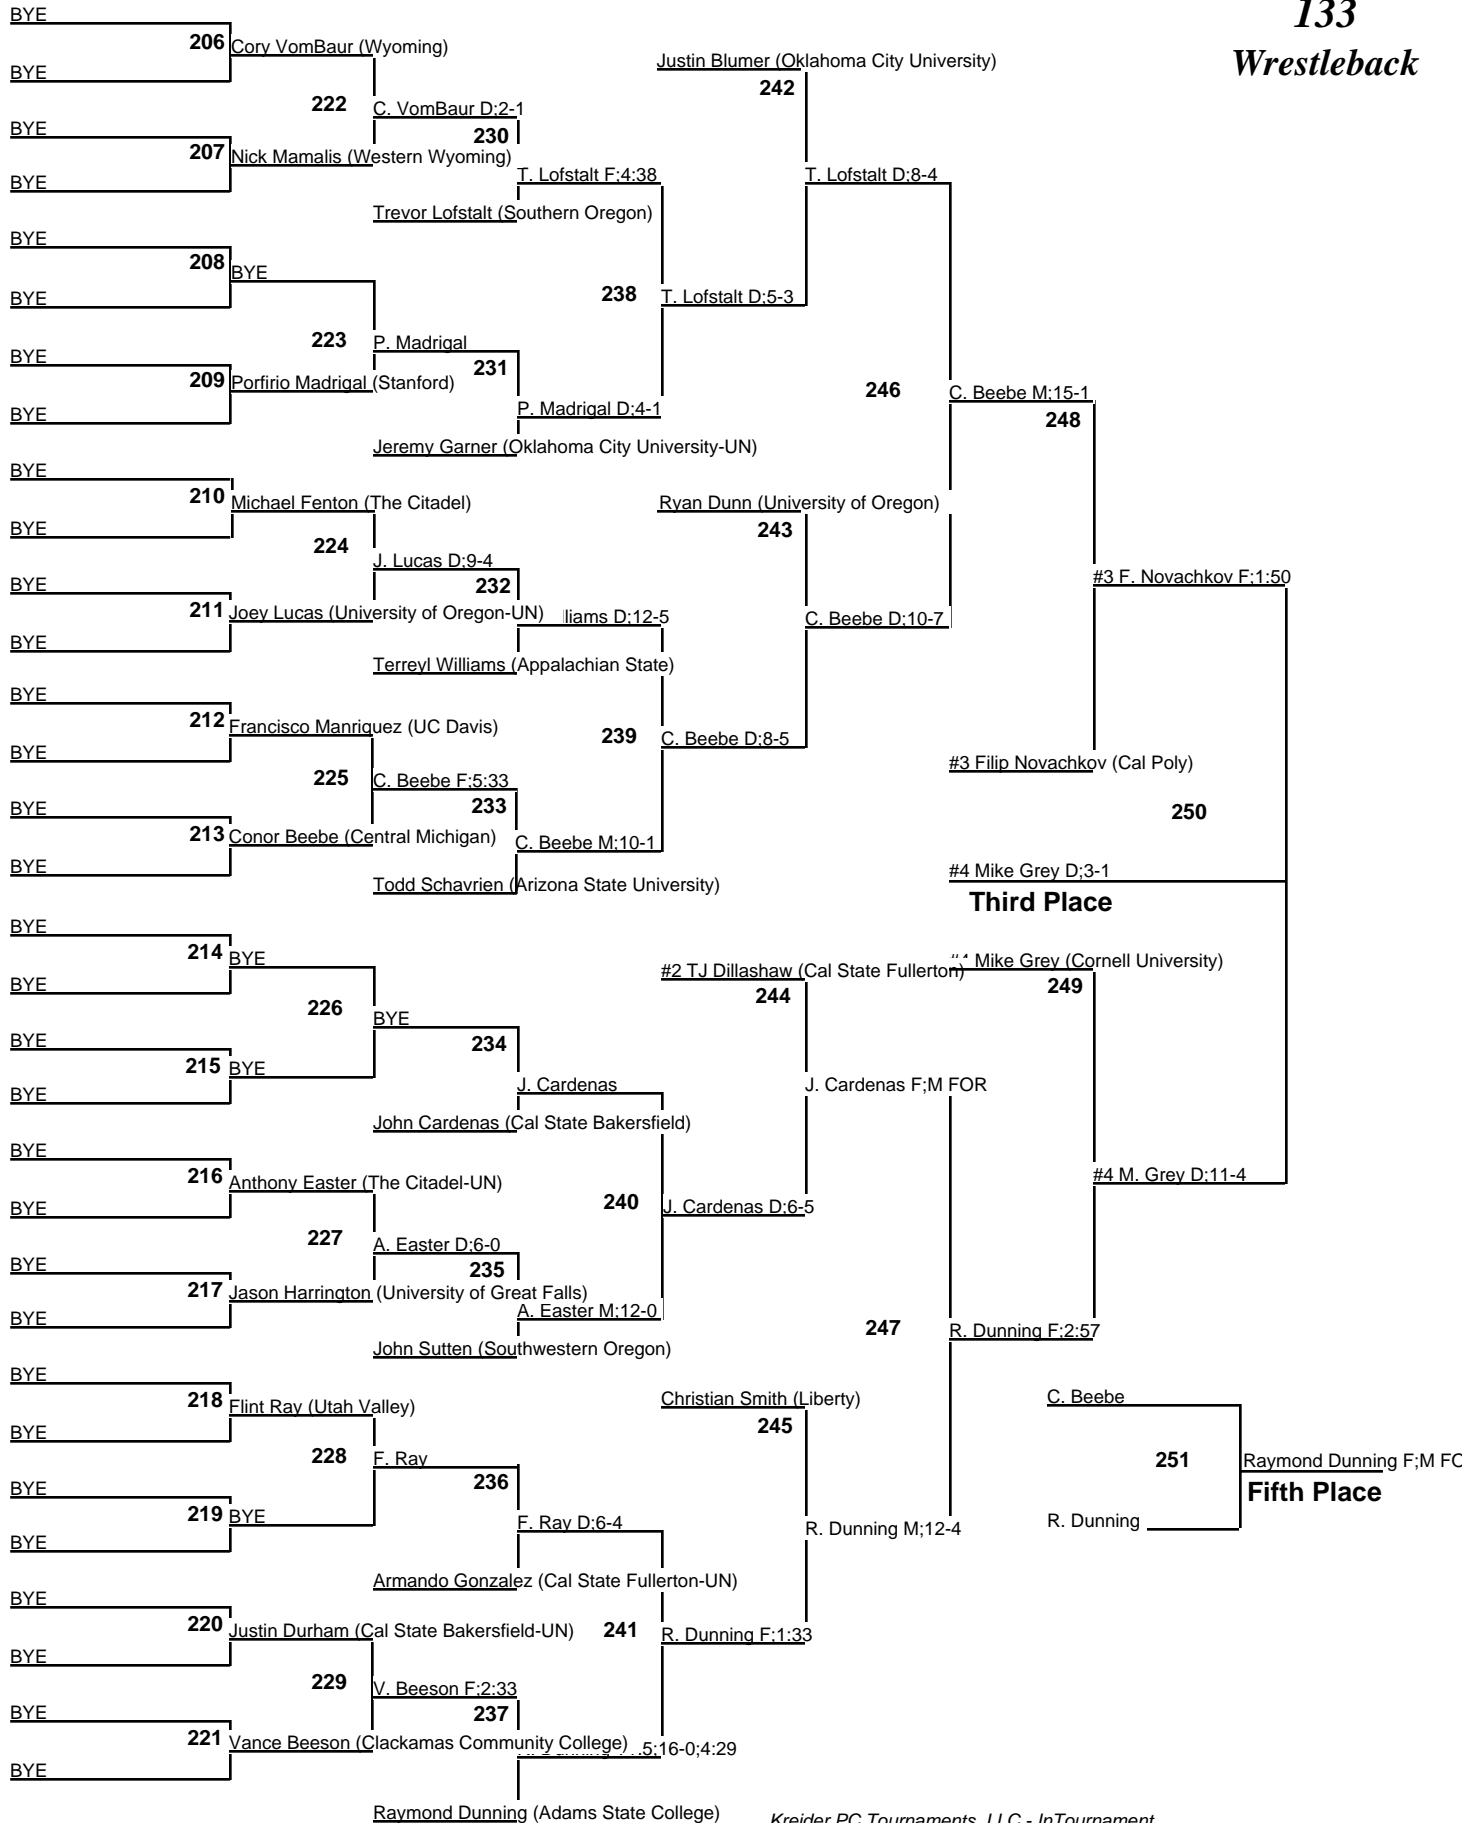 133
Wrestleback
BYE
206 Cory VomBaur (Wyoming)
BYE
Justin Blumer (Oklahoma City University)
242
222 C. VomBaur D;2-1
BYE
230
207 Nick Mamalis (Western Wyoming)
T. Lofstalt F;4:38
T. Lofstalt D;8-4
BYE
Trevor Lofstalt (Southern Oregon)
BYE
208 BYE
BYE
238 T. Lofstalt D;5-3
223 P. Madrigal
BYE
231
209 Porfirio Madrigal (Stanford)
246 C. Beebe M;15-1
248
BYE
P. Madrigal D;4-1
Jeremy Garner (Oklahoma City University-UN)
BYE
210 Michael Fenton (The Citadel)
Ryan Dunn (University of Oregon)
BYE
243
224 J. Lucas D;9-4
BYE
232
#3 F. Novachkov F;1:50
211 Joey Lucas (University of Oregon-UN)
lliams D;12-5
C. Beebe D;10-7
BYE
Terreyl Williams (Appalachian State)
BYE
212 Francisco Manriquez (UC Davis)
239 C. Beebe D;8-5
BYE
#3 Filip Novachkov (Cal Poly)
225 C. Beebe F;5:33
BYE
233
250
213 Conor Beebe (Central Michigan)
C. Beebe M;10-1
BYE
#4 Mike Grey D;3-1
Todd Schavrien (Arizona State University)
Third Place
BYE
214 BYE
#2 TJ Dillashaw (Cal State Fullerton)
Mike Grey (Cornell University)
BYE
244
249
226 BYE
BYE
234
215 BYE
J. Cardenas
J. Cardenas F;M FOR
BYE
John Cardenas (Cal State Bakersfield)
BYE
216 Anthony Easter (The Citadel-UN)
#4 M. Grey D;11-4
BYE
240 J. Cardenas D;6-5
227 A. Easter D;6-0
BYE
235
217 Jason Harrington (University of Great Falls)
A. Easter M;12-0
BYE
247 R. Dunning F;2:57
John Sutten (Southwestern Oregon)
BYE
218 Flint Ray (Utah Valley)
Christian Smith (Liberty)
C. Beebe
BYE
245
228 F. Ray
251 Raymond Dunning F;M FO
BYE
236
Fifth Place
219 BYE
F. Ray D;6-4
R. Dunning M;12-4
R. Dunning
BYE
Armando Gonzalez (Cal State Fullerton-UN)
BYE
220 Justin Durham (Cal State Bakersfield-UN)
241 R. Dunning F;1:33
BYE
229 V. Beeson F;2:33
BYE
237
221 Vance Beeson (Clackamas Community College)
5;16-0;4:29
BYE
Raymond Dunning (Adams State College)
Kreider PC Tournaments, LLC - InTournament